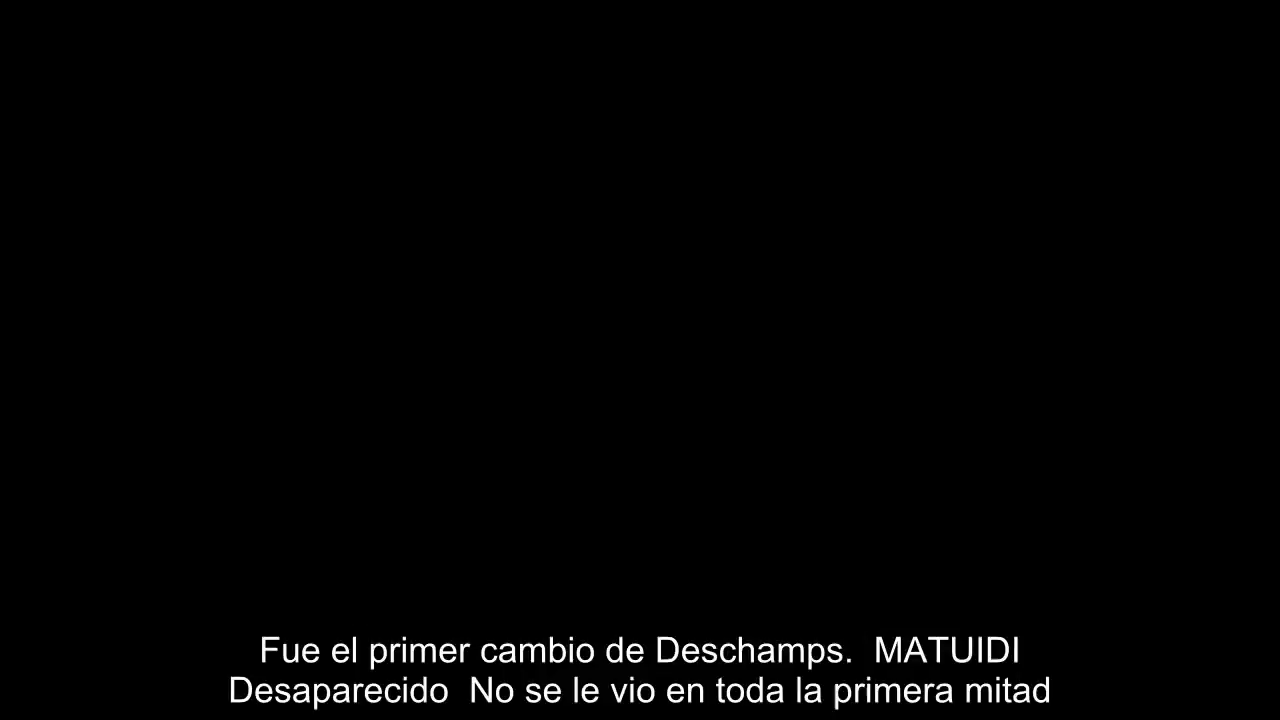 Fue el primer cambio de Deschamps.  MATUIDI
Desaparecido  No se le vio en toda la primera mitad